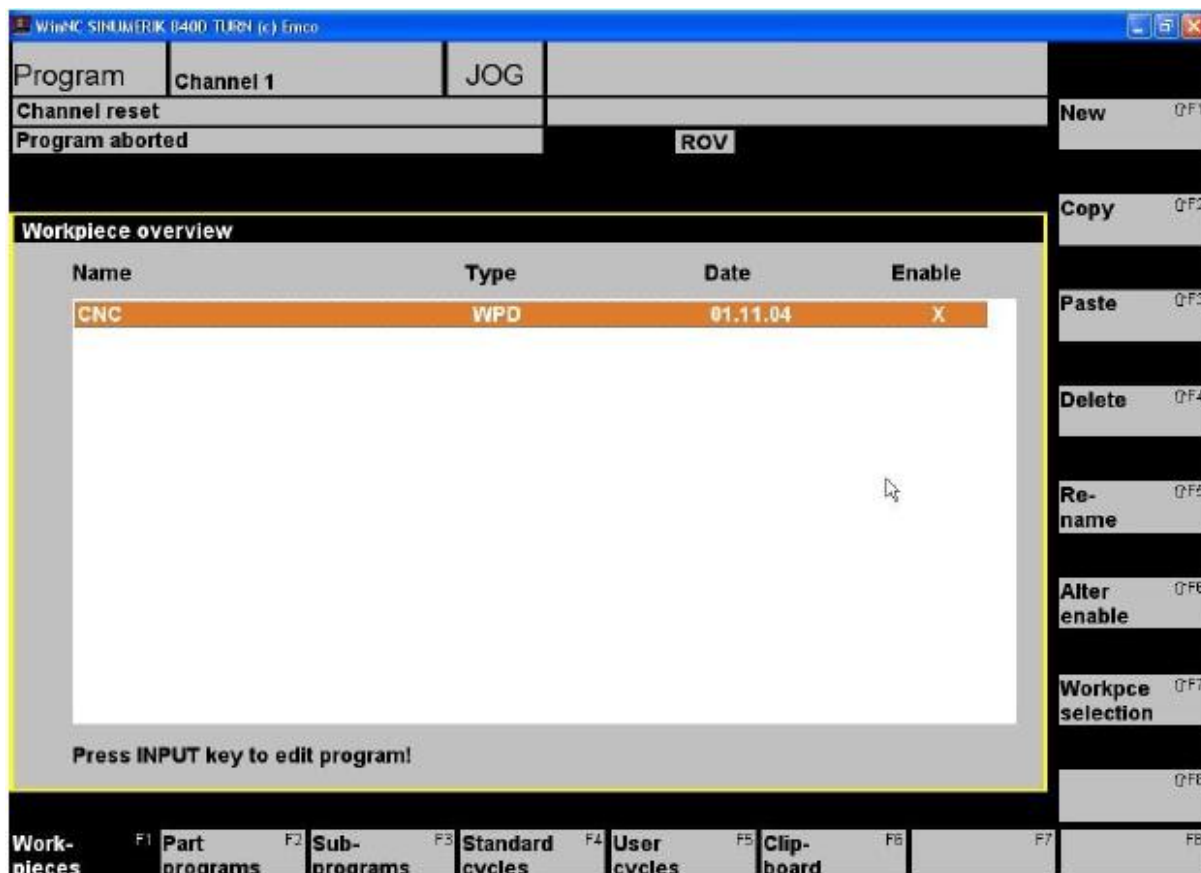 WinNC SINUMERIK 840D TURN (c) Emco
Program
Channel 1
JOG
Channel reset
Program aborted
ROV
New
Copy
Paste
Delete
Re-
name
Alter
enable
Workpce
selection
Workpiece overview
Name Type Date Enable
CNC WPD 01.11.04 X
Press INPUT key to edit program!
Work- F1 Part F2 Sub- F3 Standard F4 User F5 Clip- F6 F7 F8
pieces programs programs cycles cycles board